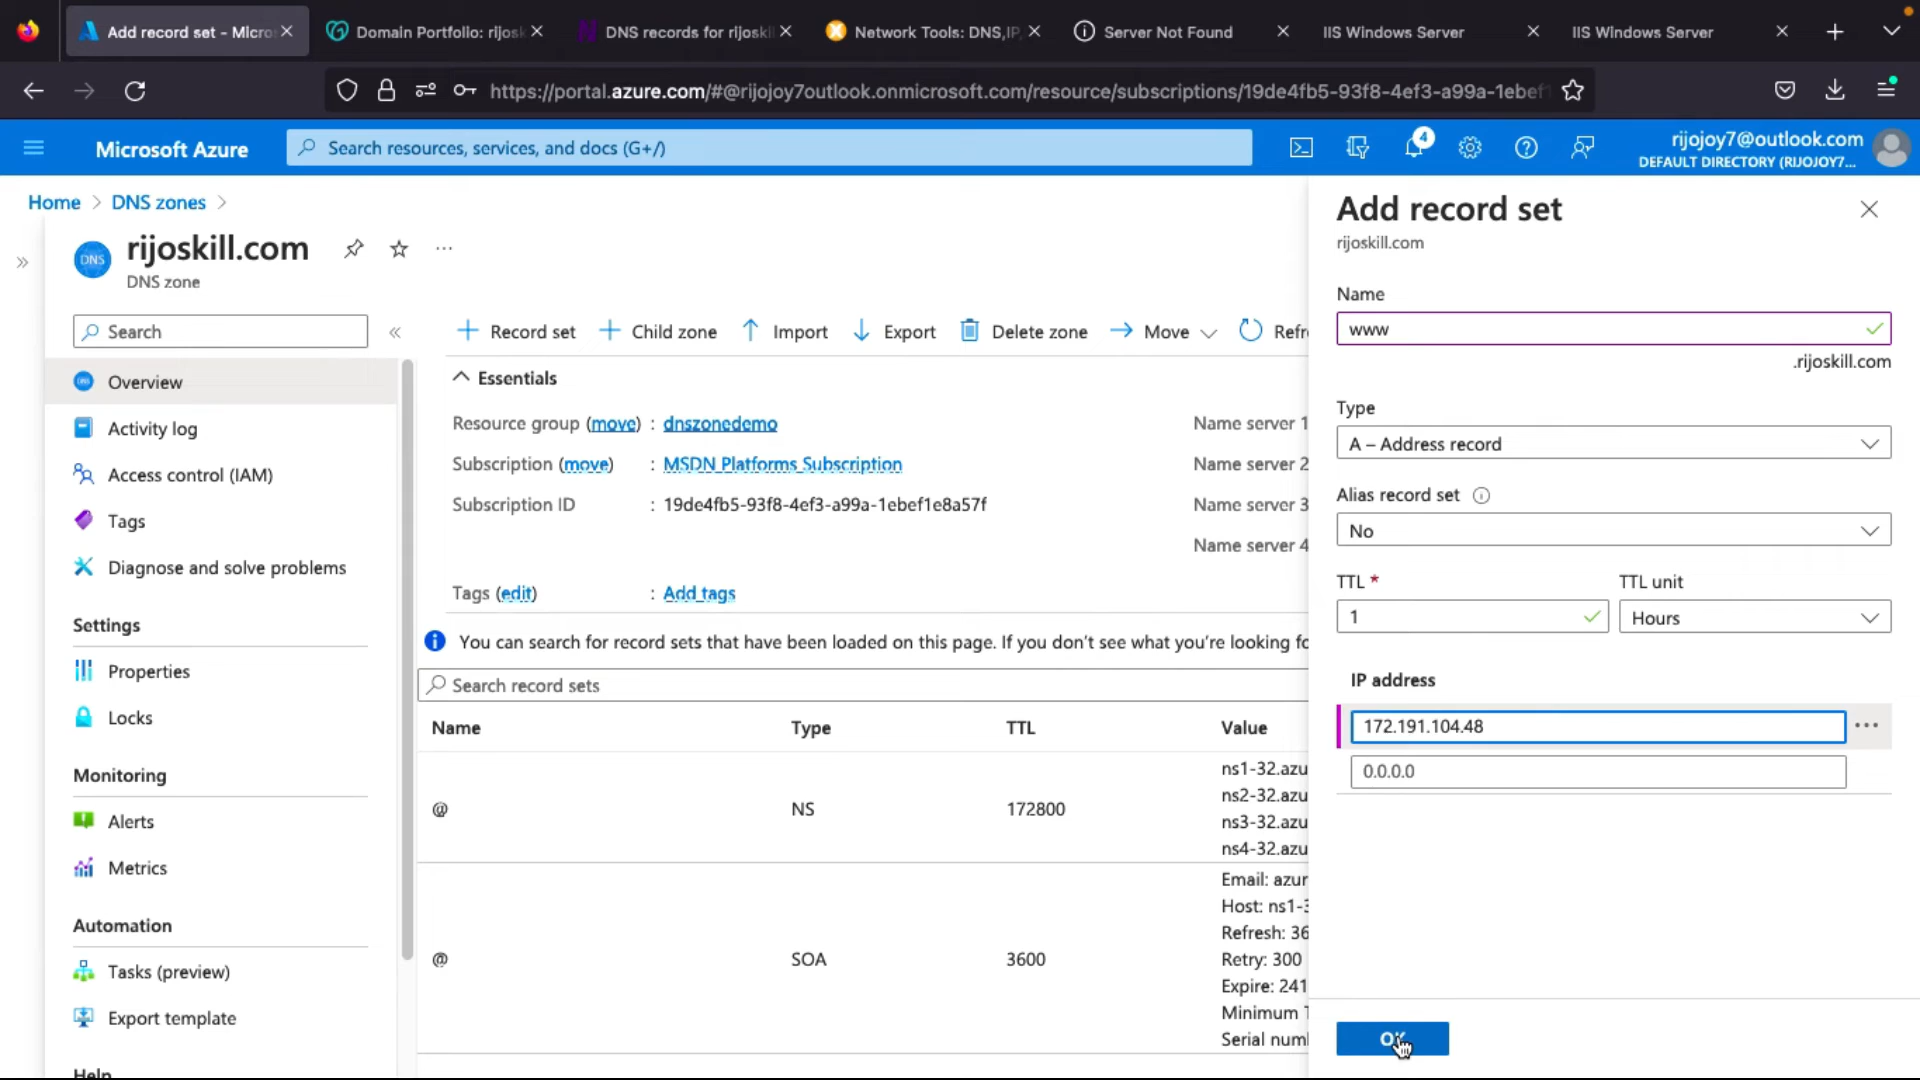 Add record set - Micros
Domain Portfolio: rijosk
DNS records for rijoskil
Network Tools: DNS,IP,
Server Not Found
IIS Windows Server
IIS Windows Server
https://portal.azure.com/#@rijojoy7outlook.onmicrosoft.com/resource/subscriptions/19de4fb5-93f8-4ef3-a99a-1ebef1
Microsoft Azure
Search resources, services, and docs (G+/)
4
rijojoy7@outlook.com
DEFAULT DIRECTORY (RIJOJOY7...
Home > DNS zones >
DNS
rijoskill.com
DNS zone
Search
Overview
Activity log
Access control (IAM)
Tags
Diagnose and solve problems
Settings
Properties
Locks
Monitoring
Alerts
Metrics
Automation
Tasks (preview)
Export template
Help
Record set
Child zone
Import
Export
Delete zone
Move
Refr
Essentials
Resource group (move) : dnszonedemo
Subscription (move) : MSDN Platforms Subscription
Subscription ID : 19de4fb5-93f8-4ef3-a99a-1ebef1e8a57f
Name server 1
Name server 2
Name server 3
Name server 4
Tags (edit) : Add tags
You can search for record sets that have been loaded on this page. If you don't see what you're looking fo
Search record sets
Name Type TTL Value
@ NS 172800
ns1-32.azu
ns2-32.azu
ns3-32.azu
ns4-32.azu
@ SOA 3600
Email: azur
Host: ns1-3
Refresh: 36
Retry: 300
Expire: 241
Minimum T
Serial numb
Add record set
rijoskill.com
Name
www
.rijoskill.com
Type
A – Address record
Alias record set
No
TTL *
TTL unit
1
Hours
IP address
172.191.104.48
0.0.0.0
OK